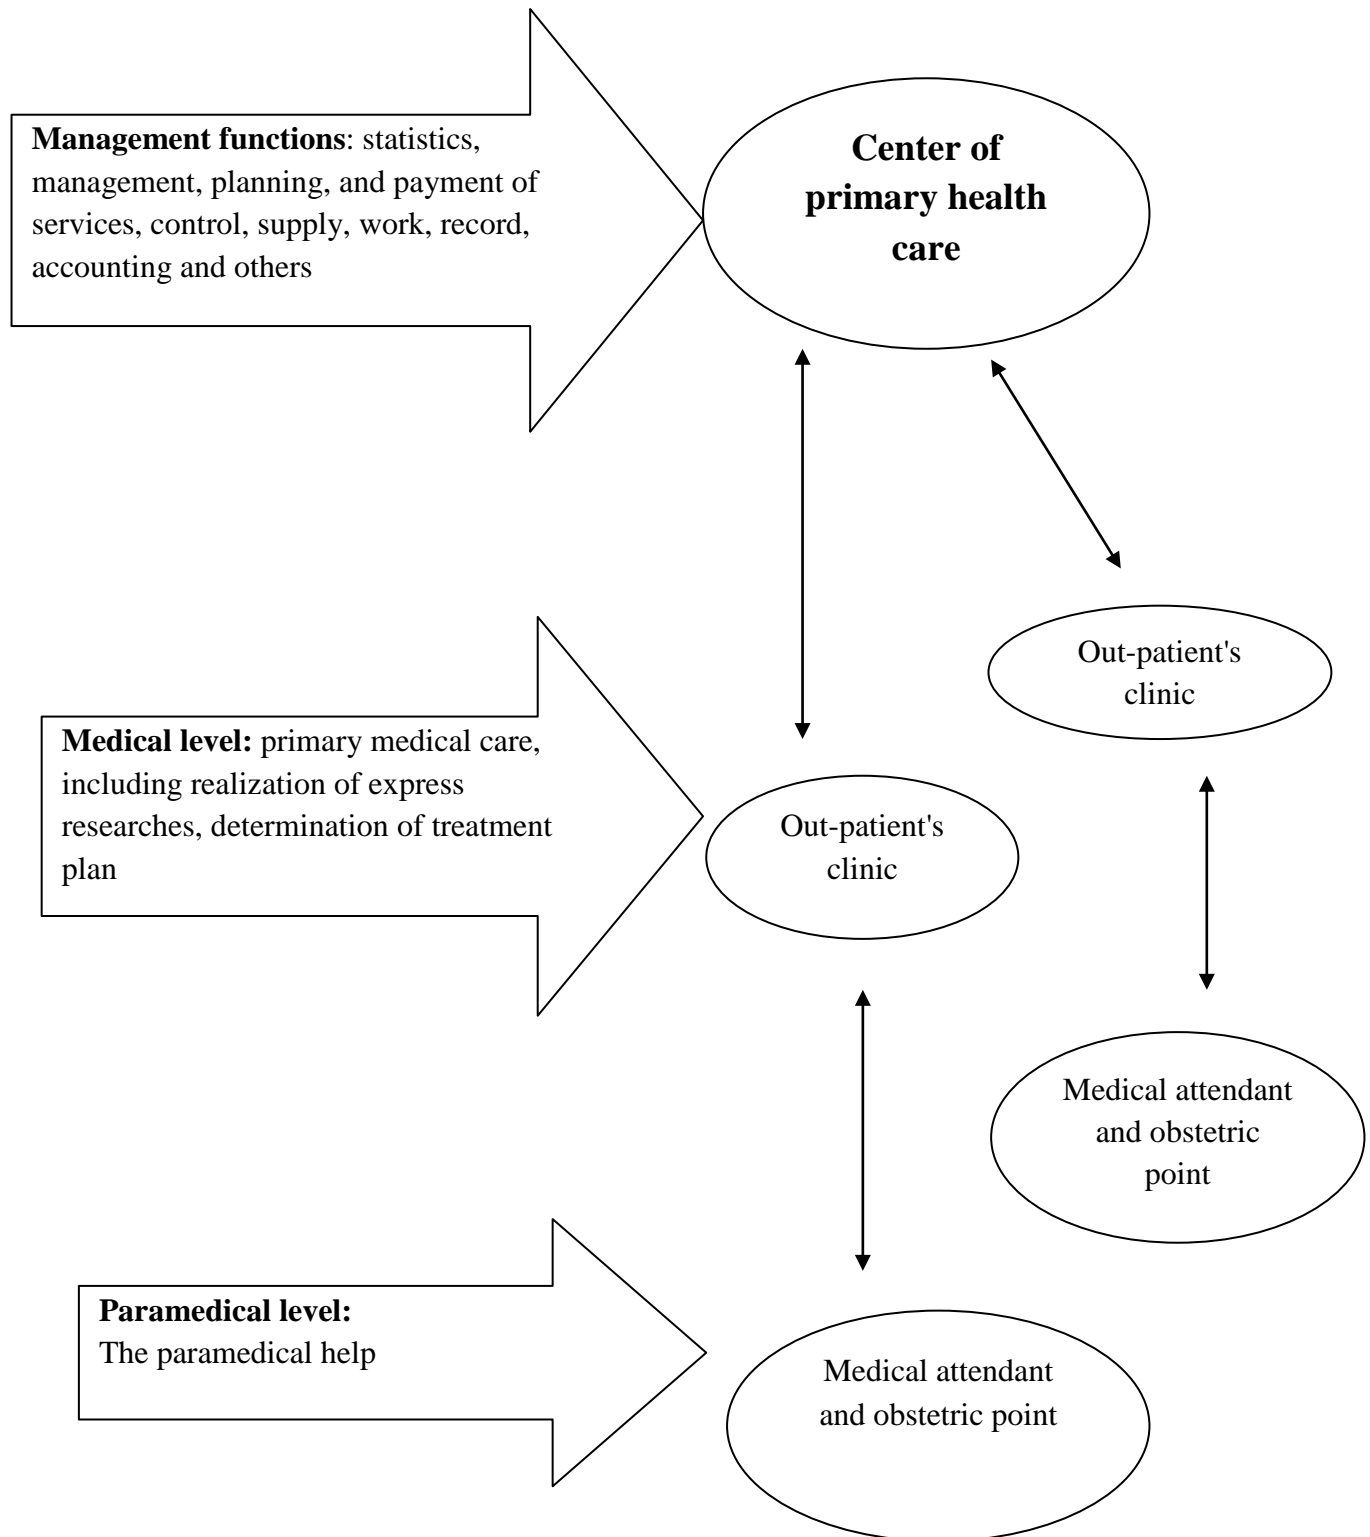 Management functions: statistics,
management, planning, and payment of
services, control, supply, work, record,
accounting and others
Center of
primary health
care
Out-patient's
clinic
Medical level: primary medical care,
including realization of express
researches, determination of treatment
plan
Out-patient's
clinic
Medical attendant
and obstetric
point
Paramedical level:
The paramedical help
Medical attendant
and obstetric point